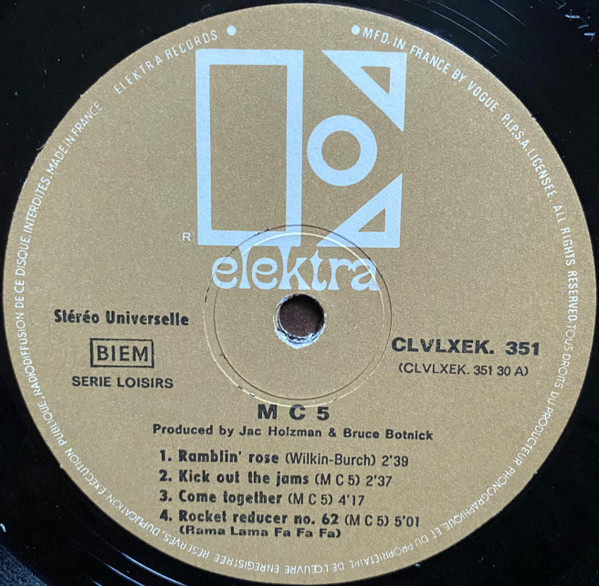 ELEKTRA RECORDS ● ● MFD. IN FRANCE BY VOGUE P.I.P.S.A. LICENSEE. ALL RIGHTS RESERVED-TOUS DROITS DU PRODUCTEUR PHONOGRAPHIQUE ET DU PROPRIETAIRE DE L'ŒUVRE ENREGISTREE RESERVÉS, DUPLICATION, EXECUTION PUBLIQUE, RADIODIFFUSION DE CE DISQUE, INTERDITES. MADE IN FRANCE
®
elektra
Stéréo Universelle
BIEM
SERIE LOISIRS
CLVLXEK. 351
(CLVLXEK. 351 30 A)
M C 5
Produced by Jac Holzman & Bruce Botnick
1. Ramblin' rose (Wilkin-Burch) 2'39
2. Kick out the jams (M C 5) 2'37
3. Come together (M C 5) 4'17
4. Rocket reducer no. 62 (M C 5) 5'01
(Rama Lama Fa Fa Fa)